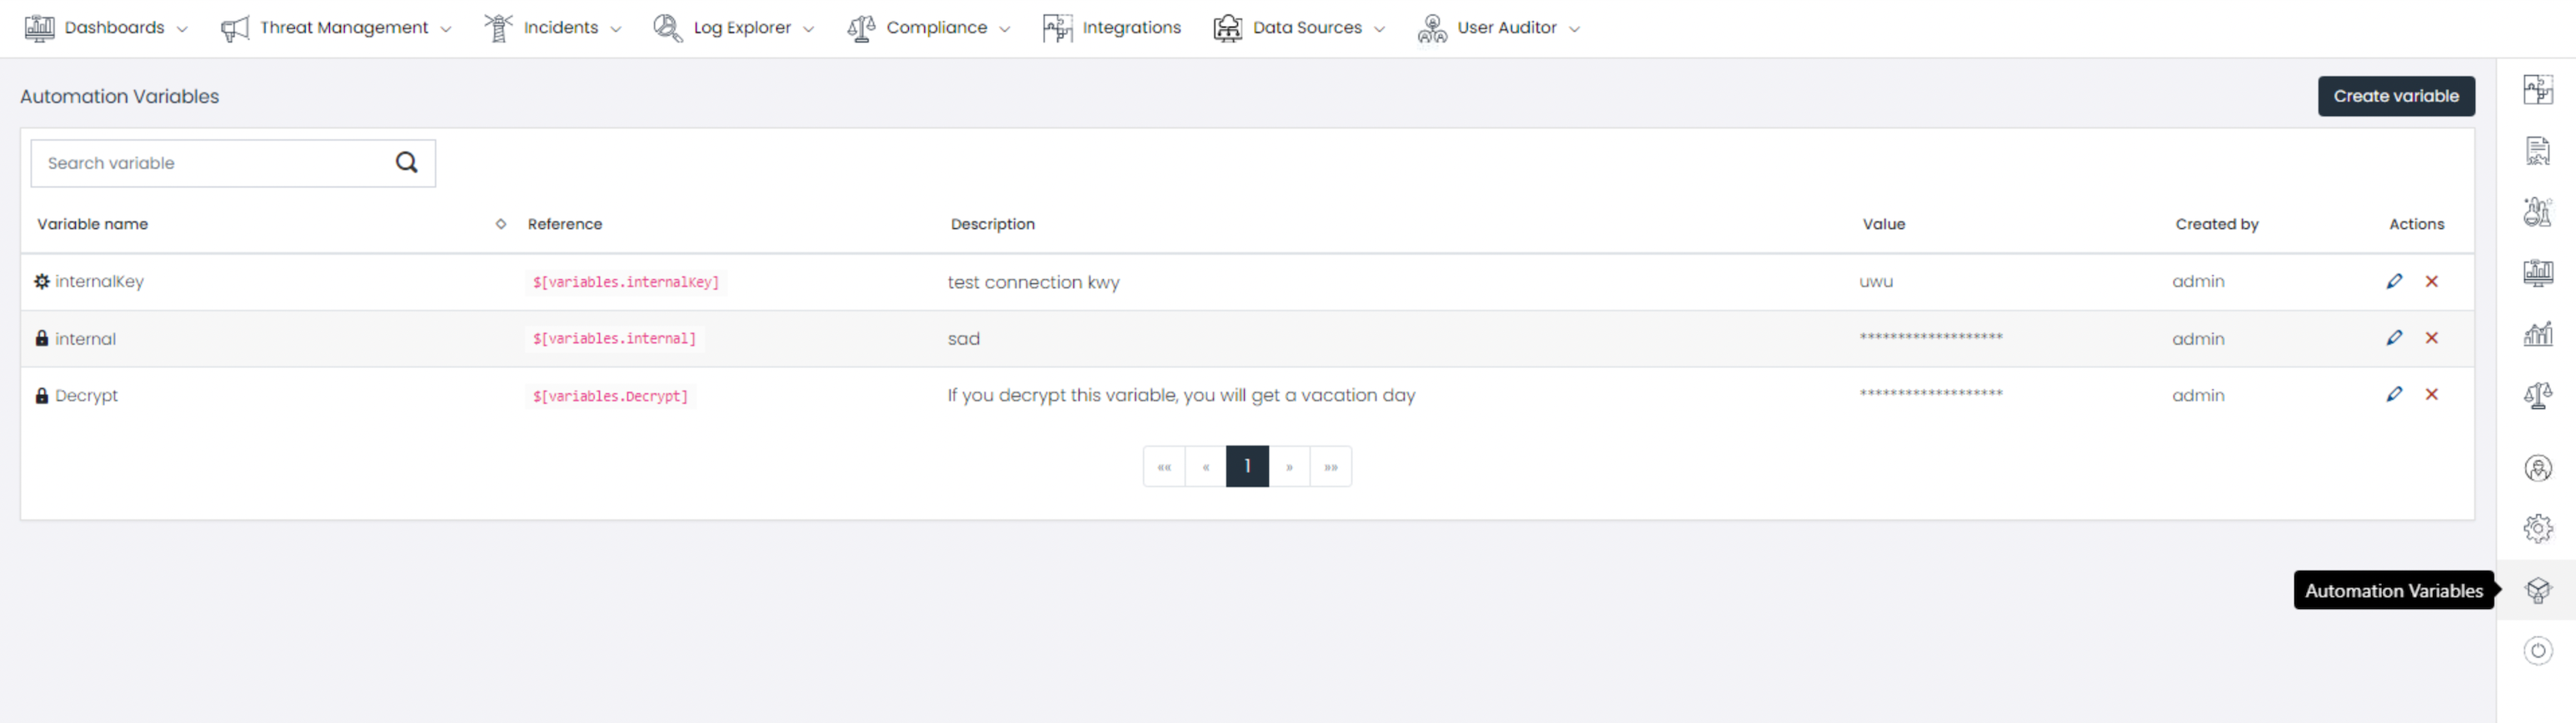 Dashboards Threat Management Incidents Log Explorer Compliance Integrations Data Sources User Auditor
Automation Variables Create variable
Search variable
Variable name Reference Description Value Created by Actions
internalKey $[variables.internalKey] test connection kwy uwu admin
internal $[variables.internal] sad ******************* admin
Decrypt $[variables.Decrypt] If you decrypt this variable, you will get a vacation day ******************* admin
«« « 1 » »»
Automation Variables